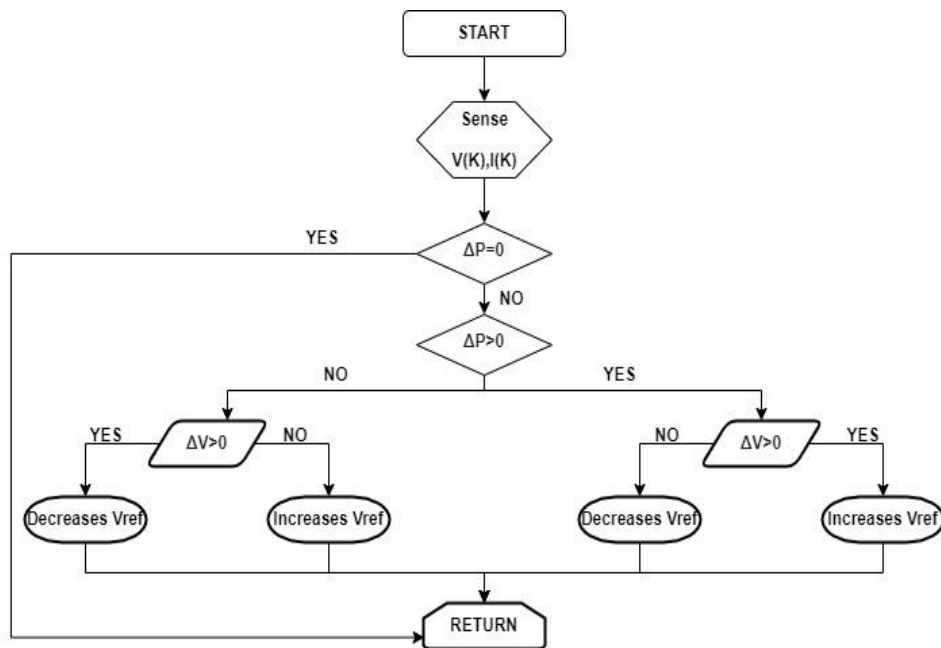 START
Sense
V(K),I(K)
YES
ΔP=0
NO
ΔP>0
NO
YES
YES
ΔV>0
NO
NO
ΔV>0
YES
Decreases Vref
Increases Vref
Decreases Vref
Increases Vref
RETURN